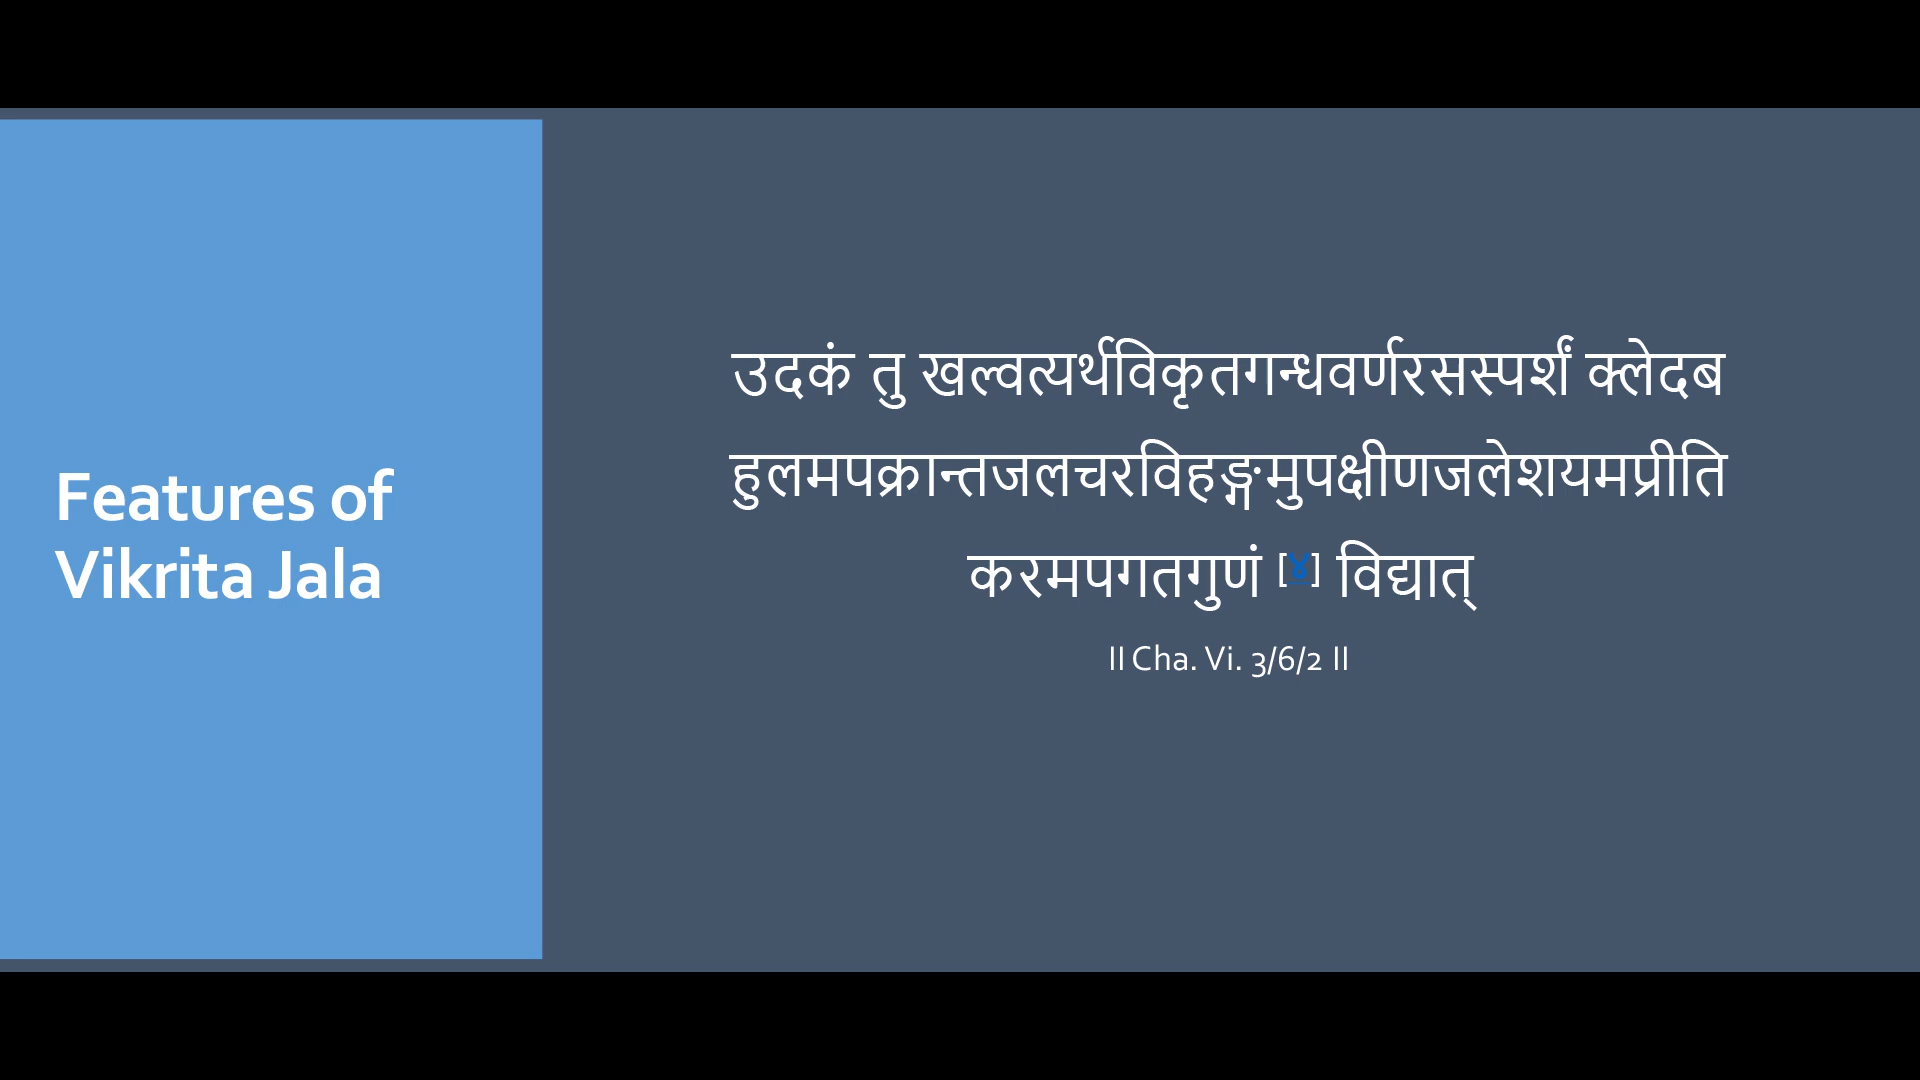 Features of
Vikrita Jala
उदकं तु खल्वत्यर्थविकृतगन्धवर्णरसस्पर्शं क्लेदब
हुलमपक्रान्तजलचरविहङ्गमुपक्षीणजलेशयमप्रीति
करमपगतगुणं [४] विद्यात्
II Cha. Vi. 3/6/2 II